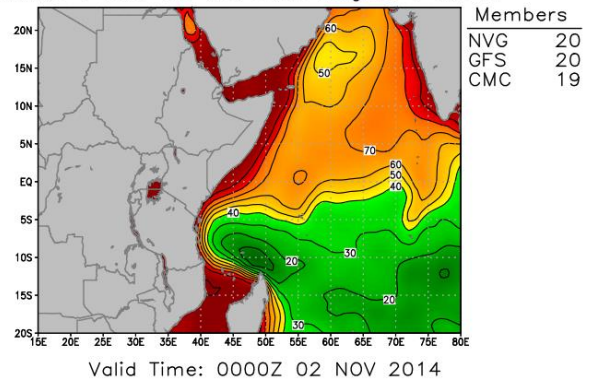 Members
NVG 20
GFS 20
CMC 19
20N
15N
10N
5N
EQ
5S
10S
15S
20S
60
50
70
60
50
40
40
30
20
20
30
15E 20E 25E 30E 35E 40E 45E 50E 55E 60E 65E 70E 75E 80E
Valid Time: 0000Z 02 NOV 2014